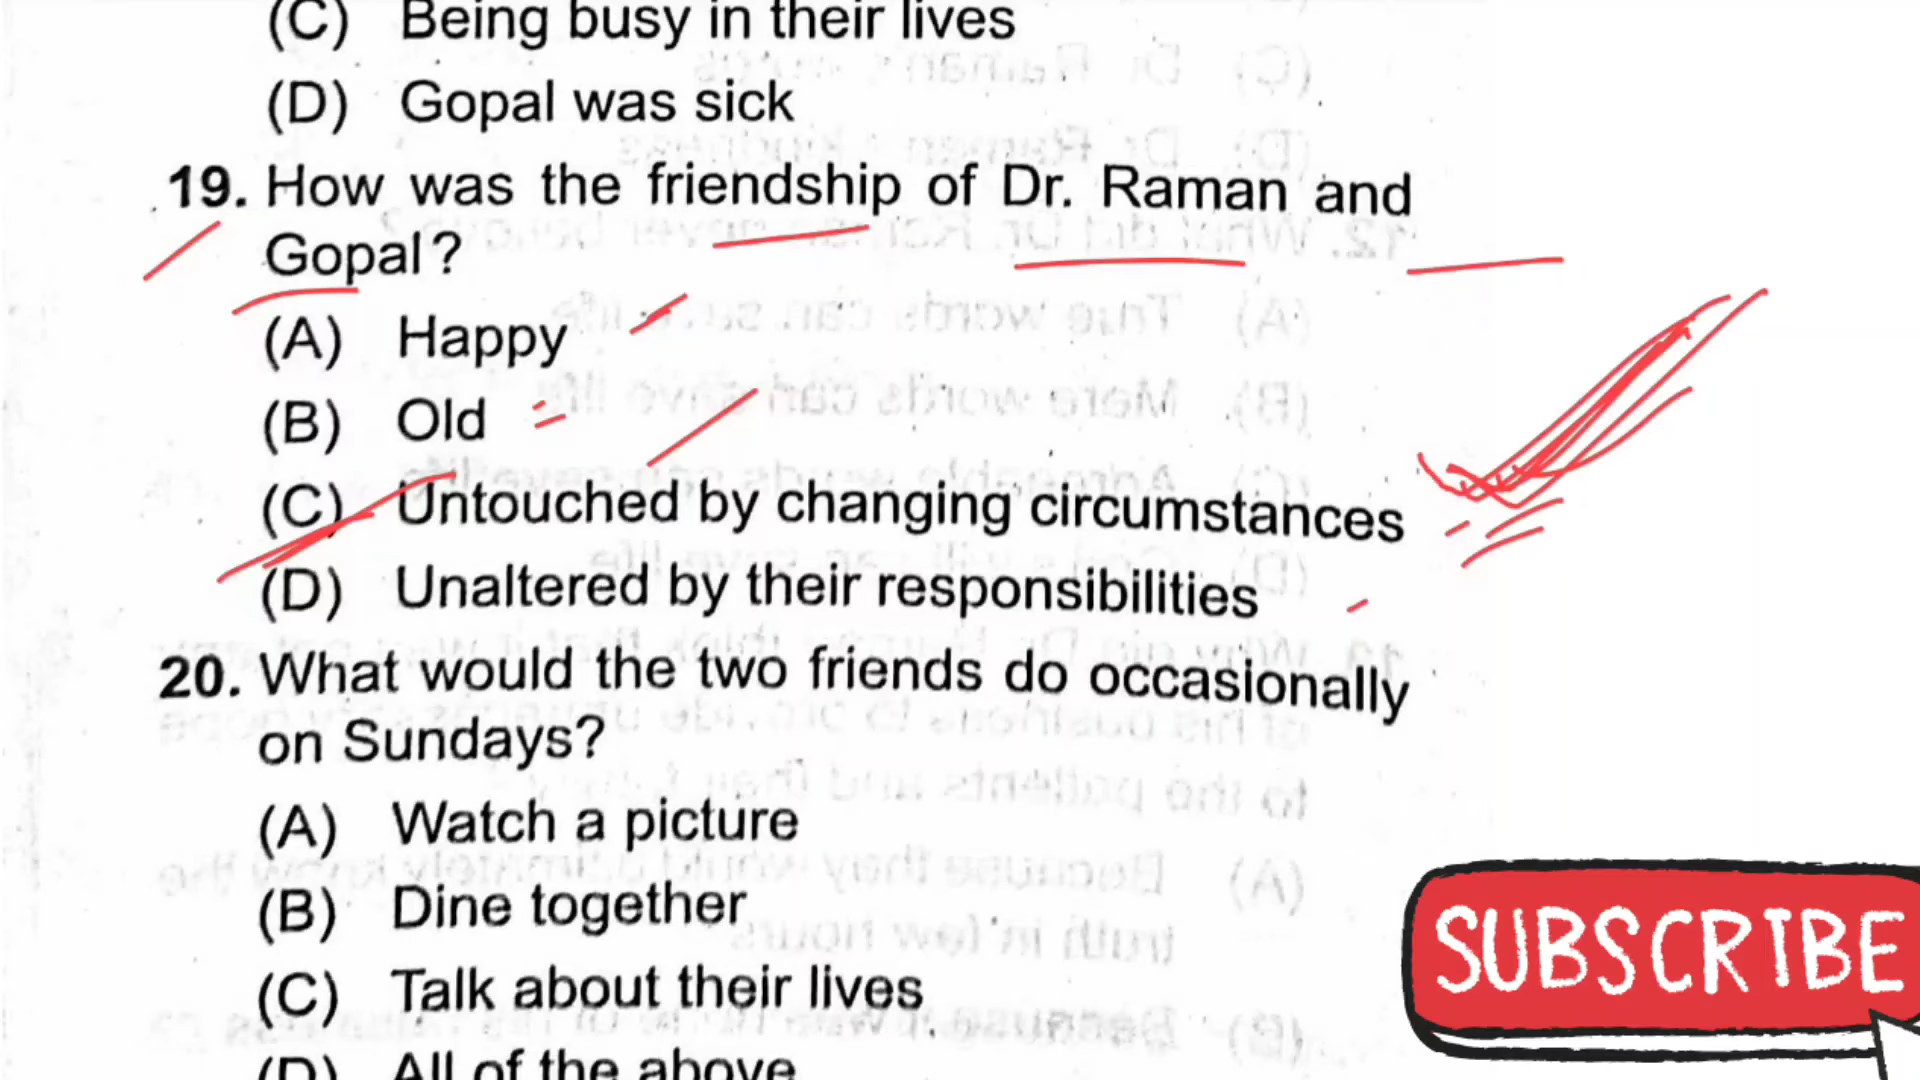 (C) Being busy in their lives
(D) Gopal was sick
19. How was the friendship of Dr. Raman and
Gopal?
(A) Happy
(B) Old
(C) Untouched by changing circumstances
(D) Unaltered by their responsibilities
20. What would the two friends do occasionally
on Sundays?
(A) Watch a picture
(B) Dine together
(C) Talk about their lives
(D) All of the above
SUBSCRIBE